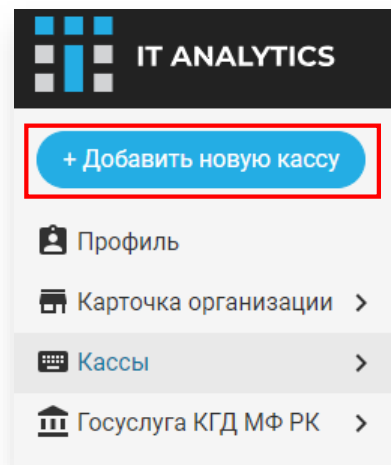 IT ANALYTICS
+ Добавить новую кассу
Профиль
Карточка организации
Кассы
Госуслуга КГД МФ РК